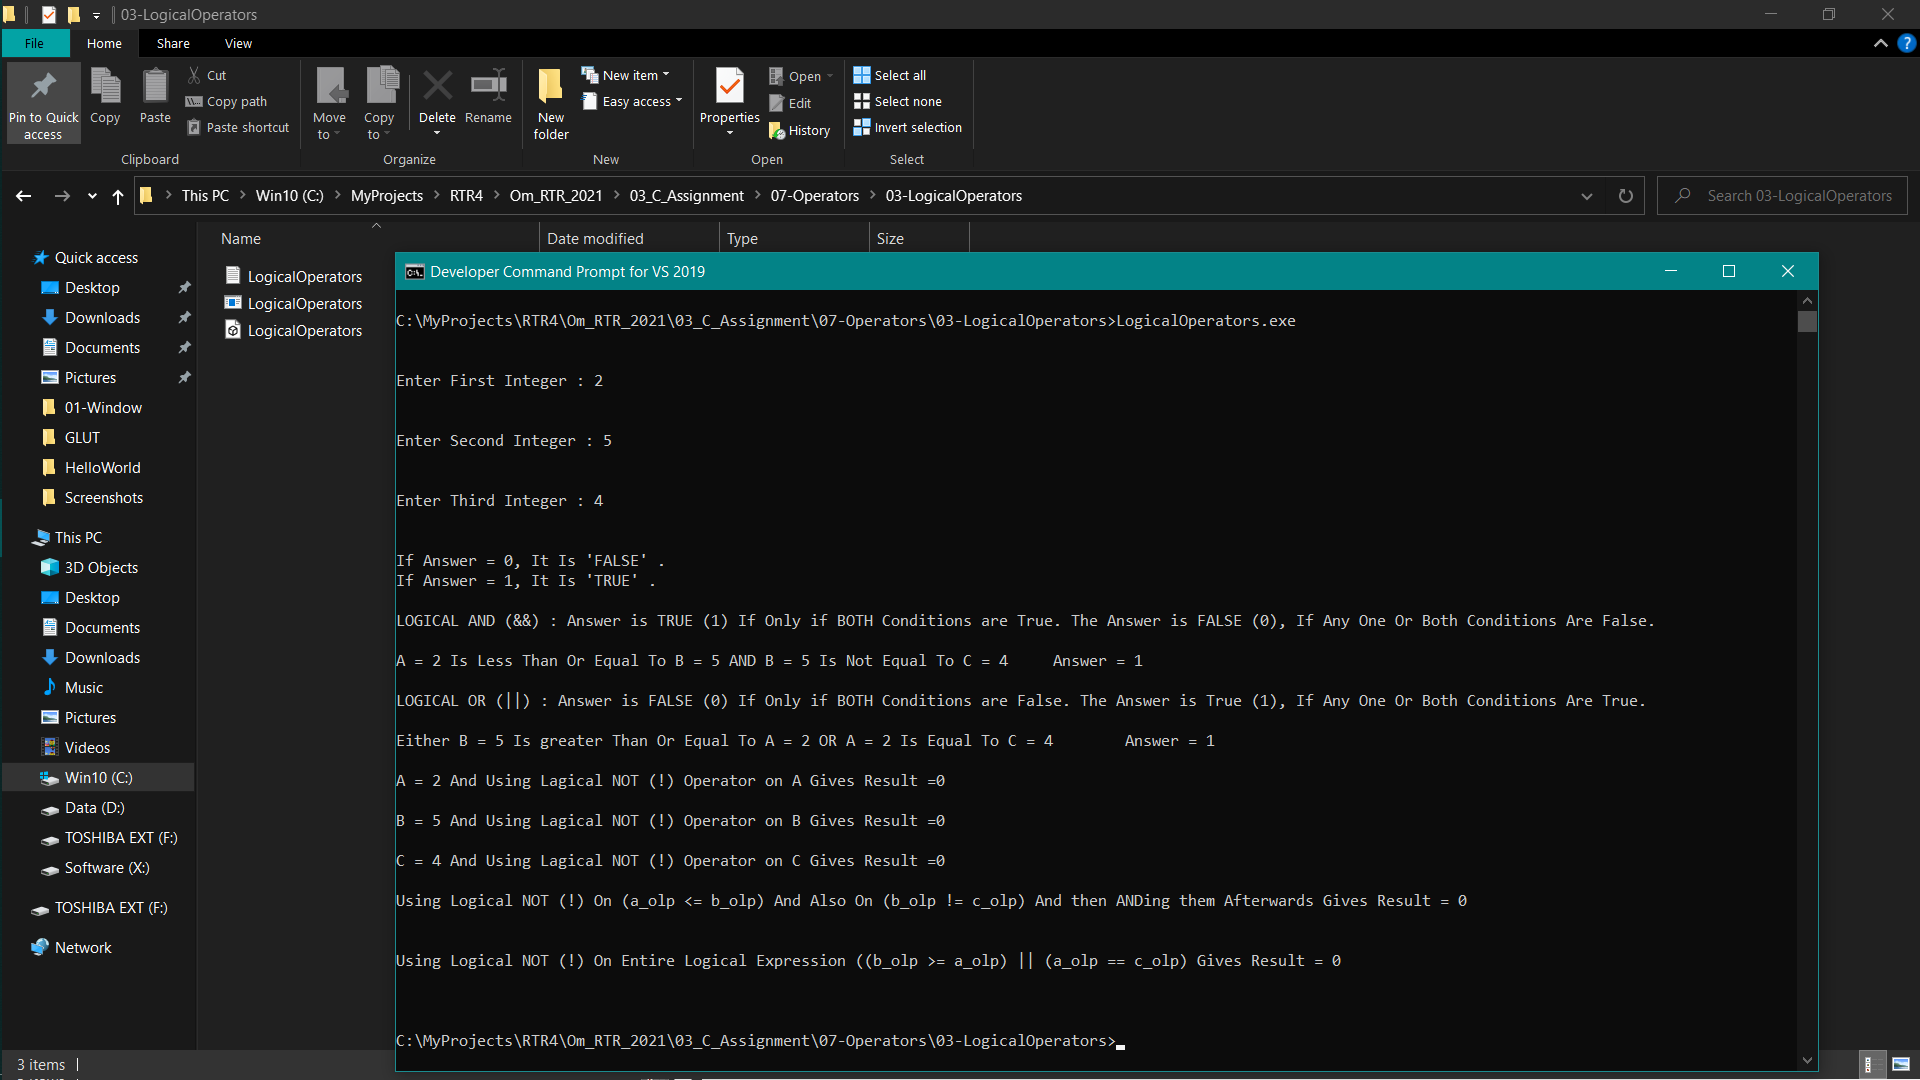 03-LogicalOperators
File Home Share View
Pin to Quick access
Copy
Paste
Cut
Copy path
Paste shortcut
Move to
Copy to
Delete
Rename
New folder
New item
Easy access
Properties
Open
Edit
History
Select all
Select none
Invert selection
Clipboard Organize New Open Select
This PC Win10 (C:) MyProjects RTR4 Om_RTR_2021 03_C_Assignment 07-Operators 03-LogicalOperators
Search 03-LogicalOperators
Name Date modified Type Size
LogicalOperators
LogicalOperators
LogicalOperators
Quick access
Desktop
Downloads
Documents
Pictures
01-Window
GLUT
HelloWorld
Screenshots
This PC
3D Objects
Desktop
Documents
Downloads
Music
Pictures
Videos
Win10 (C:)
Data (D:)
TOSHIBA EXT (F:)
Software (X:)
TOSHIBA EXT (F:)
Network
3 items
Developer Command Prompt for VS 2019
C:\MyProjects\RTR4\Om_RTR_2021\03_C_Assignment\07-Operators\03-LogicalOperators>LogicalOperators.exe
Enter First Integer : 2
Enter Second Integer : 5
Enter Third Integer : 4
If Answer = 0, It Is 'FALSE' .
If Answer = 1, It Is 'TRUE' .
LOGICAL AND (&&) : Answer is TRUE (1) If Only if BOTH Conditions are True. The Answer is FALSE (0), If Any One Or Both Conditions Are False.
A = 2 Is Less Than Or Equal To B = 5 AND B = 5 Is Not Equal To C = 4 Answer = 1
LOGICAL OR (||) : Answer is FALSE (0) If Only if BOTH Conditions are False. The Answer is True (1), If Any One Or Both Conditions Are True.
Either B = 5 Is greater Than Or Equal To A = 2 OR A = 2 Is Equal To C = 4 Answer = 1
A = 2 And Using Lagical NOT (!) Operator on A Gives Result =0
B = 5 And Using Lagical NOT (!) Operator on B Gives Result =0
C = 4 And Using Lagical NOT (!) Operator on C Gives Result =0
Using Logical NOT (!) On (a_olp <= b_olp) And Also On (b_olp != c_olp) And then ANDing them Afterwards Gives Result = 0
Using Logical NOT (!) On Entire Logical Expression ((b_olp >= a_olp) || (a_olp == c_olp) Gives Result = 0
C:\MyProjects\RTR4\Om_RTR_2021\03_C_Assignment\07-Operators\03-LogicalOperators>